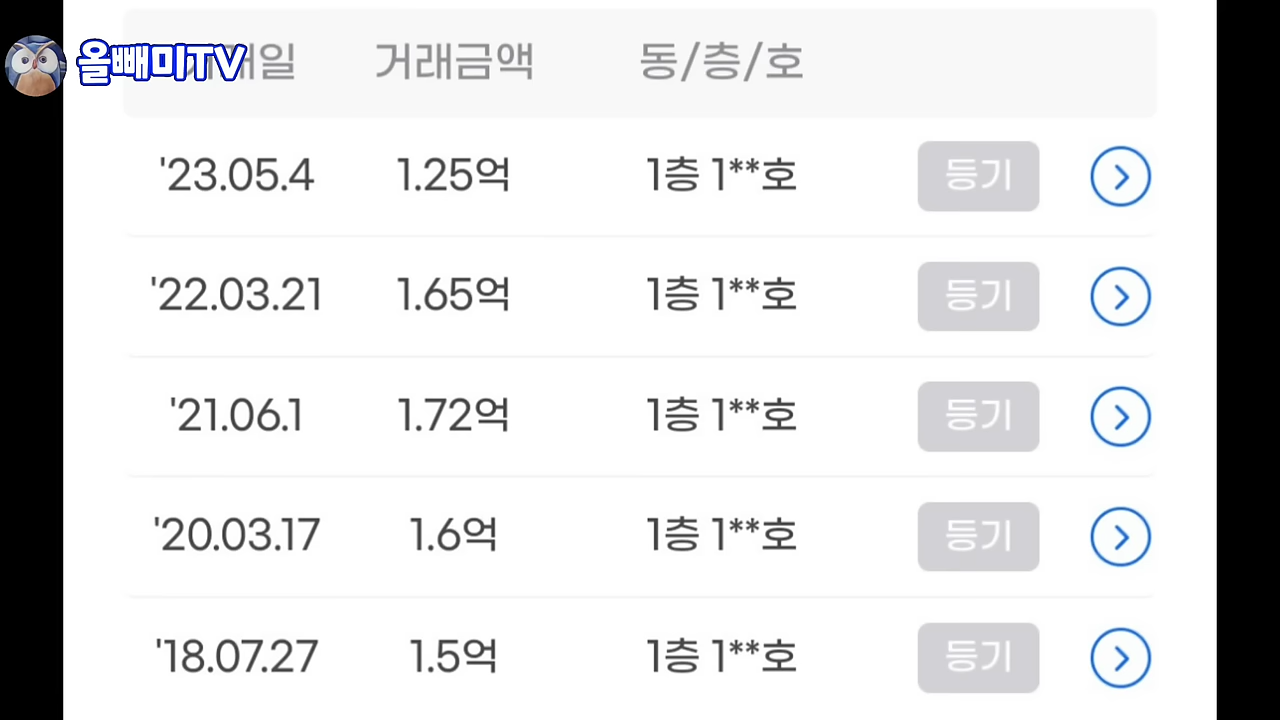 올빼미TV
거래금액 동/층/호
'23.05.4 1.25억 1층 1**호 등기
'22.03.21 1.65억 1층 1**호 등기
'21.06.1 1.72억 1층 1**호 등기
'20.03.17 1.6억 1층 1**호 등기
'18.07.27 1.5억 1층 1**호 등기